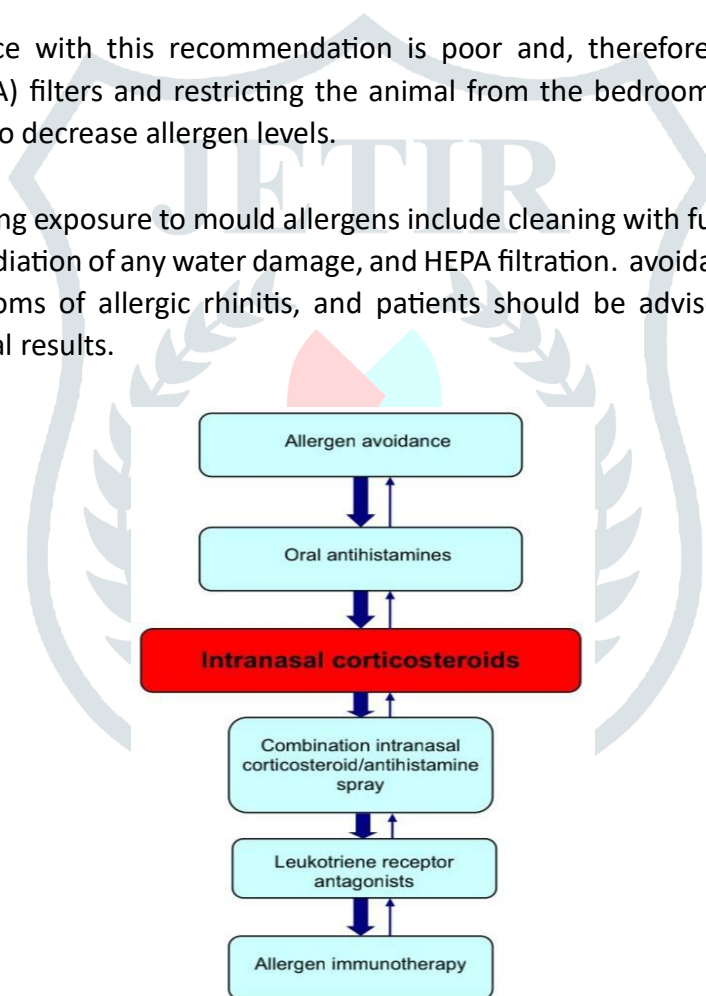 ce with this recommendation is poor and, therefore
A) filters and restricting the animal from the bedroom
o decrease allergen levels.
JETIR
ng exposure to mould allergens include cleaning with fu
diation of any water damage, and HEPA filtration. avoida
oms of allergic rhinitis, and patients should be advis
al results.
Allergen avoidance
Oral antihistamines
Intranasal corticosteroids
Combination intranasal
corticosteroid/antihistamine
spray
Leukotriene receptor
antagonists
Allergen immunotherapy